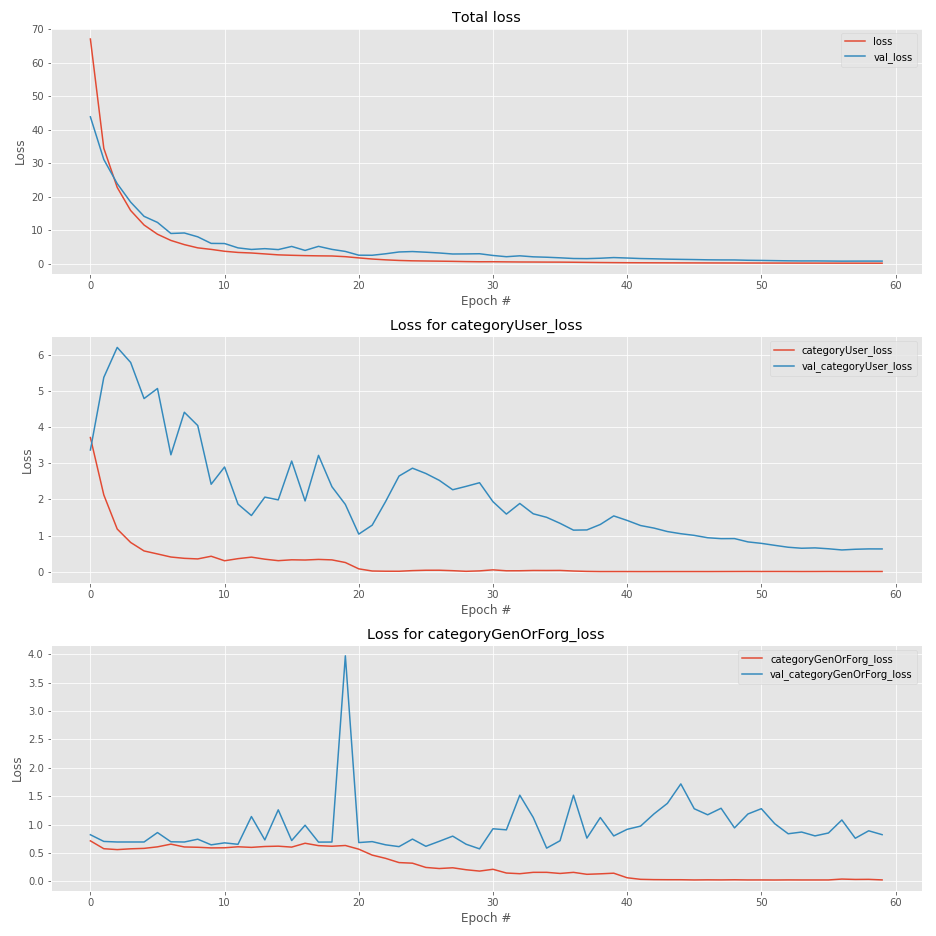 Total loss
70
60
50
40
30
20
10
0
Loss
loss
val_loss
0 10 20 30 40 50 60
Epoch #
Loss for categoryUser_loss
6
5
4
3
2
1
0
Loss
categoryUser_loss
val_categoryUser_loss
0 10 20 30 40 50 60
Epoch #
Loss for categoryGenOrForg_loss
4.0
3.5
3.0
2.5
2.0
1.5
1.0
0.5
0.0
Loss
categoryGenOrForg_loss
val_categoryGenOrForg_loss
0 10 20 30 40 50 60
Epoch #